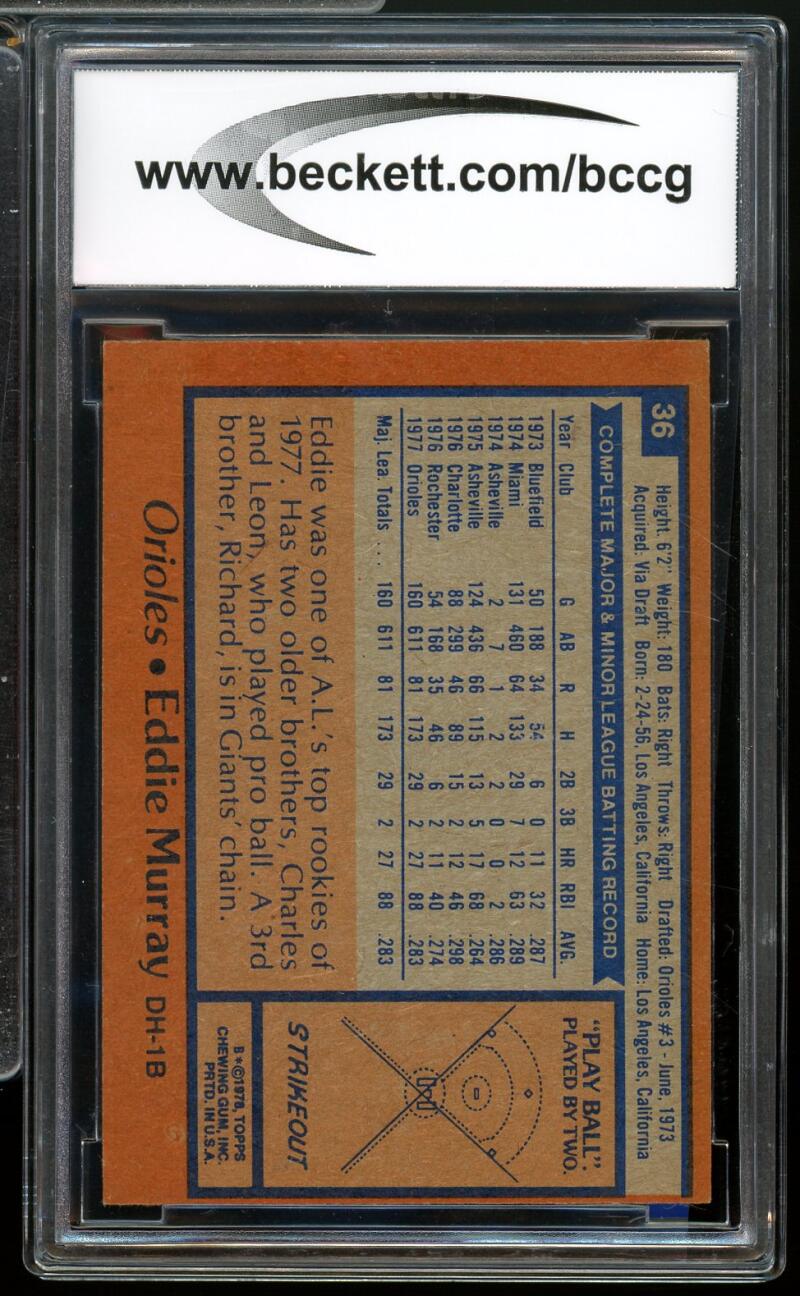 www.beckett.com/bccg
36
Height: 6'2" Weight: 180 Bats: Right Throws: Right Drafted: Orioles #3 - June, 1973
Acquired: Via Draft Born: 2-24-56, Los Angeles, California Home: Los Angeles, California
COMPLETE MAJOR & MINOR LEAGUE BATTING RECORD
Year Club G AB R H 2B 3B HR RBI AVG.
1973 Bluefield 50 188 34 54 6 0 11 32 .287
1974 Miami 131 460 64 133 29 7 12 63 .289
1974 Asheville 2 7 1 2 2 0 0 2 .286
1975 Asheville 124 436 66 115 13 5 17 68 .264
1976 Charlotte 88 299 46 89 15 2 12 46 .298
1976 Rochester 54 168 35 46 6 2 11 40 .274
1977 Orioles 160 611 81 173 29 2 27 88 .283
Maj. Lea. Totals ... 160 611 81 173 29 2 27 88 .283
Eddie was one of A.L.'s top rookies of
1977. Has two older brothers, Charles
and Leon, who played pro ball. A 3rd
brother, Richard, is in Giants' chain.
"PLAY BALL":
PLAYED BY TWO.
STRIKEOUT
B*©1978, TOPPS
CHEWING GUM, INC.
PRTD. IN U.S.A.
Orioles • Eddie Murray DH-1B